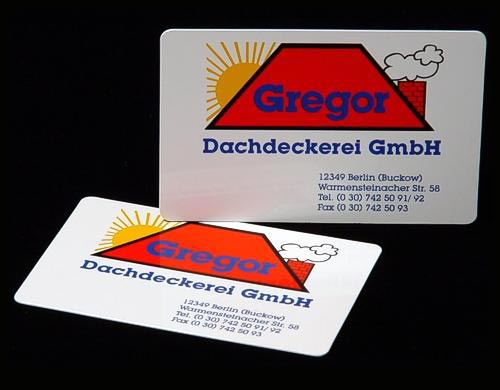 Gregor
Dachdeckerei GmbH
12349 Berlin (Buckow)
Warmensteinacher Str. 58
Tel. (0 30) 742 50 91/ 92
Fax (0 30) 742 50 93
Gregor
Dachdeckerei GmbH
12349 Berlin (Buckow)
Warmensteinacher Str. 58
Tel. (0 30) 742 50 91/ 92
Fax (0 30) 742 50 93